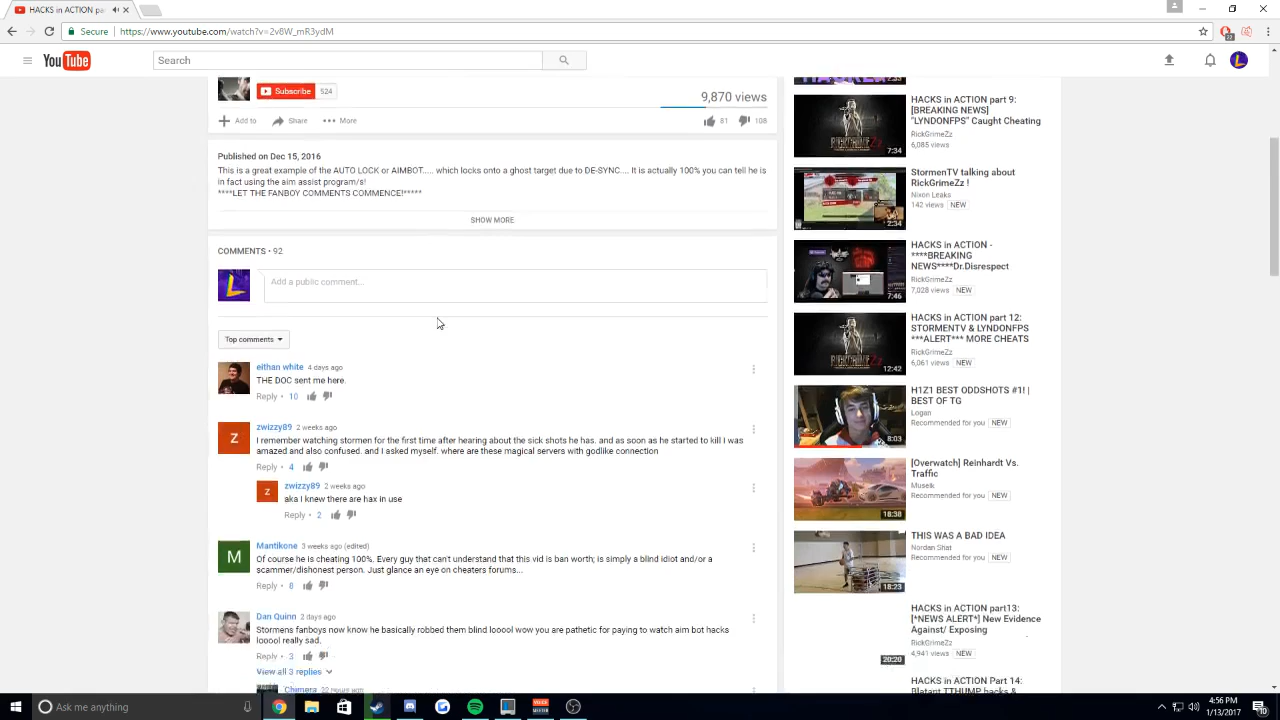 HACKS in ACTION pa
Secure
https://www.youtube.com/watch?v=2v8W_mR3ydM
22
YouTube
Search
L
Subscribe 524
9,870 views
Add to Share More
81 108
Published on Dec 15, 2016
This is a great example of the AUTO LOCK or AIMBOT..... which locks onto a ghost target due to DE-SYNC.... It is actually 100% you can tell he is
in fact using the aim assist program/s!
****LET THE FANBOY COMMENTS COMMENCE!*****
SHOW MORE
COMMENTS • 92
Add a public comment...
Top comments
eithan white 4 days ago
THE DOC sent me here.
Reply • 10
Z
zwizzy89 2 weeks ago
I remember watching stormen for the first time after hearing about the sick shots he has. and as soon as he started to kill I was
amazed and also confused. and i asked myself. where are these magical servers with godlike connection
Reply • 4
z
zwizzy89 2 weeks ago
aka I knew there are hax in use
Reply • 2
M
Mantikone 3 weeks ago (edited)
Of course he is cheating 100%. Every guy that can't understand that this vid is ban worthy, is simply a blind idiot and/or a
scammer/dishonest person. Just glance an eye on cheaters forums...
Reply • 8
Dan Quinn 2 days ago
Stormens fanboys now know he basically robbed them blind looool wow you are pathetic for paying to watch aim bot hacks
looool really sad.
Reply • 3
View all 3 replies
Chimera 22 hours ago
HACKS in ACTION part 9:
[BREAKING NEWS]
"LYNDONFPS" Caught Cheating
RickGrimeZz
6,085 views
7:34
StormenTV talking about
RickGrimeZz !
Nixon Leaks
142 views NEW
2:34
HACKS in ACTION -
****BREAKING
NEWS****Dr.Disrespect
RickGrimeZz
7,028 views NEW
7:46
HACKS in ACTION part 12:
STORMENTV & LYNDONFPS
***ALERT*** MORE CHEATS
RickGrimeZz
6,061 views NEW
12:42
H1Z1 BEST ODDSHOTS #1! |
BEST OF TG
Logan
Recommended for you NEW
8:03
[Overwatch] Reinhardt Vs.
Traffic
Muselk
Recommended for you NEW
18:38
THIS WAS A BAD IDEA
Nordan Shat
Recommended for you NEW
18:23
HACKS in ACTION part13:
[*NEWS ALERT*] New Evidence
Against/ Exposing
RickGrimeZz
4,941 views NEW
20:20
HACKS in ACTION Part 14:
Blatant TTHUMP hacks &
Ask me anything
4:56 PM
1/13/2017
10